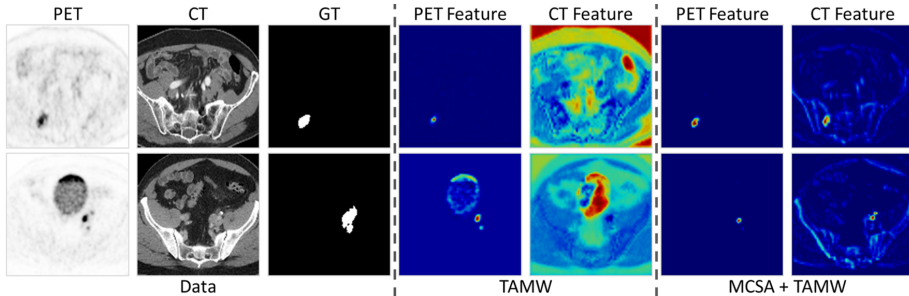 PET CT GT PET Feature CT Feature PET Feature CT Feature
Data TAMW MCSA + TAMW